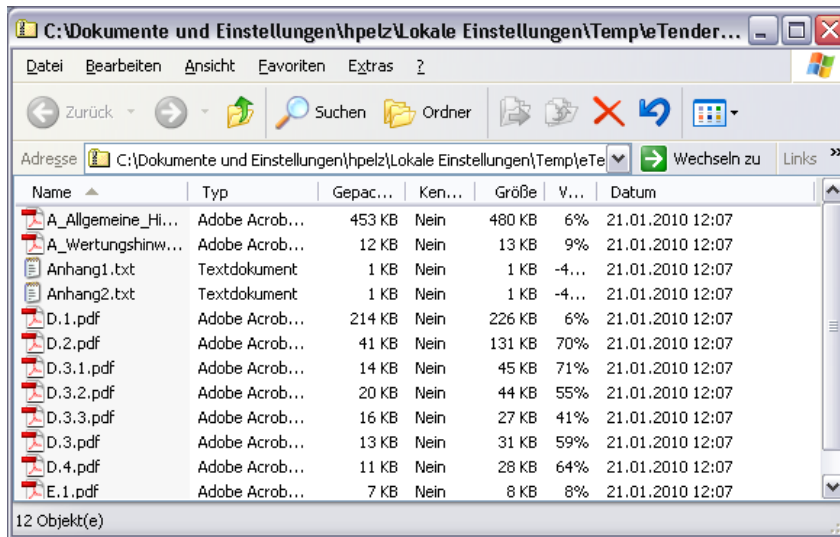 C:\Dokumente und Einstellungen\hpelz\Lokale Einstellungen\Temp\eTender...
Datei Bearbeiten Ansicht Favoriten Extras ?
Zurück Suchen Ordner
Adresse C:\Dokumente und Einstellungen\hpelz\Lokale Einstellungen\Temp\eTe Wechseln zu Links »
Name Typ Gepac... Ken... Größe V... Datum
A_Allgemeine_Hi... Adobe Acrob... 453 KB Nein 480 KB 6% 21.01.2010 12:07
A_Wertungshinw... Adobe Acrob... 12 KB Nein 13 KB 9% 21.01.2010 12:07
Anhang1.txt Textdokument 1 KB Nein 1 KB -4... 21.01.2010 12:07
Anhang2.txt Textdokument 1 KB Nein 1 KB -4... 21.01.2010 12:07
D.1.pdf Adobe Acrob... 214 KB Nein 226 KB 6% 21.01.2010 12:07
D.2.pdf Adobe Acrob... 41 KB Nein 131 KB 70% 21.01.2010 12:07
D.3.1.pdf Adobe Acrob... 14 KB Nein 45 KB 71% 21.01.2010 12:07
D.3.2.pdf Adobe Acrob... 20 KB Nein 44 KB 55% 21.01.2010 12:07
D.3.3.pdf Adobe Acrob... 16 KB Nein 27 KB 41% 21.01.2010 12:07
D.3.pdf Adobe Acrob... 13 KB Nein 31 KB 59% 21.01.2010 12:07
D.4.pdf Adobe Acrob... 11 KB Nein 28 KB 64% 21.01.2010 12:07
E.1.pdf Adobe Acrob... 7 KB Nein 8 KB 8% 21.01.2010 12:07
12 Objekt(e)